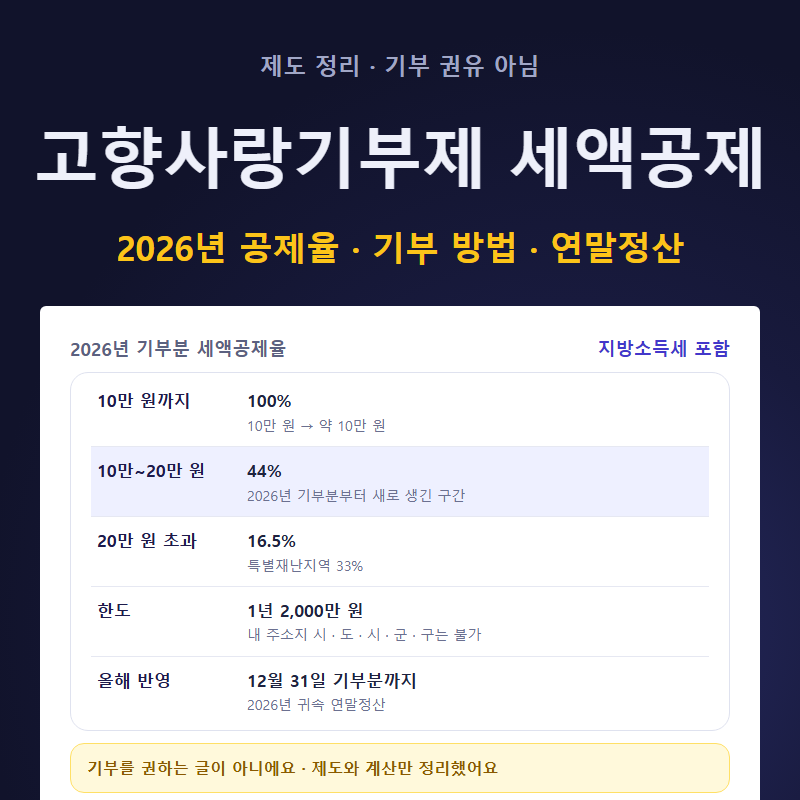 제도 정리 · 기부 권유 아님
고향사랑기부제 세액공제
2026년 공제율 · 기부 방법 · 연말정산
2026년 기부분 세액공제율
지방소득세 포함
10만 원까지
100%
10만 원 → 약 10만 원
10만~20만 원
44%
2026년 기부분부터 새로 생긴 구간
20만 원 초과
16.5%
특별재난지역 33%
한도
1년 2,000만 원
내 주소지 시 · 도 · 시 · 군 · 구는 불가
올해 반영
12월 31일 기부분까지
2026년 귀속 연말정산
기부를 권하는 글이 아니에요 · 제도와 계산만 정리했어요